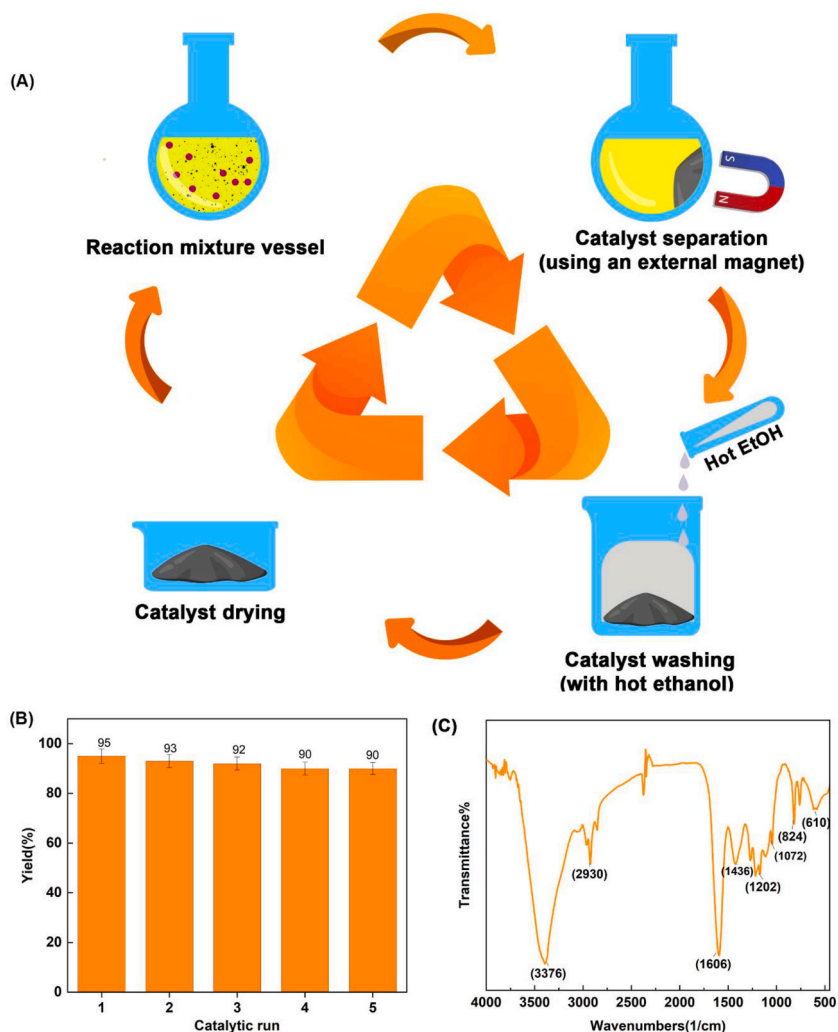 (A)
S
N
Reaction mixture vessel
Catalyst separation
(using an external magnet)
Hot EtOH
Catalyst drying
Catalyst washing
(with hot ethanol)
(B)
100
80
60
40
20
0
Yield(%)
95
93
92
90
90
1 2 3 4 5
Catalytic run
(C)
Transmittance%
(3376)
(2930)
(1606)
(1436)
(1202)
(1072)
(824)
(610)
4000 3500 3000 2500 2000 1500 1000 500
Wavenumbers(1/cm)